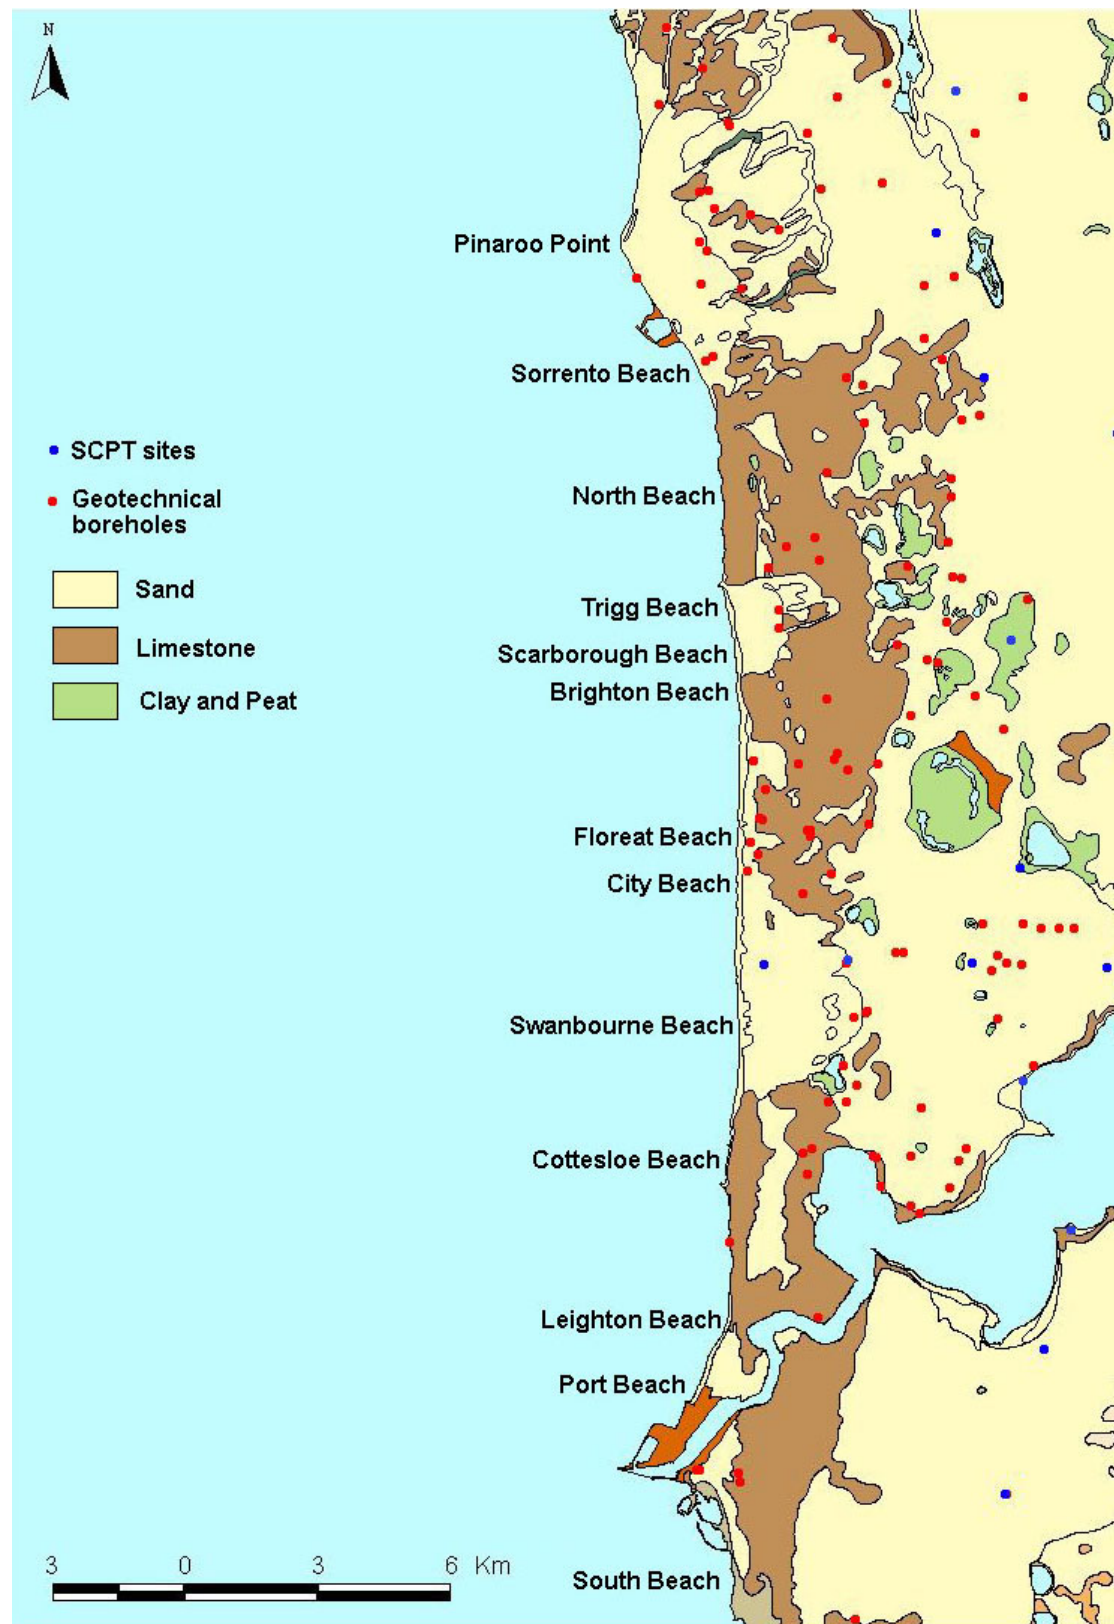 N
Pinaroo Point
Sorrento Beach
SCPT sites
Geotechnical
boreholes
North Beach
Sand
Trigg Beach
Limestone
Scarborough Beach
Brighton Beach
Clay and Peat
Floreat Beach
City Beach
Swanbourne Beach
Cottesloe Beach
Leighton Beach
Port Beach
3 0 3 6 Km
South Beach